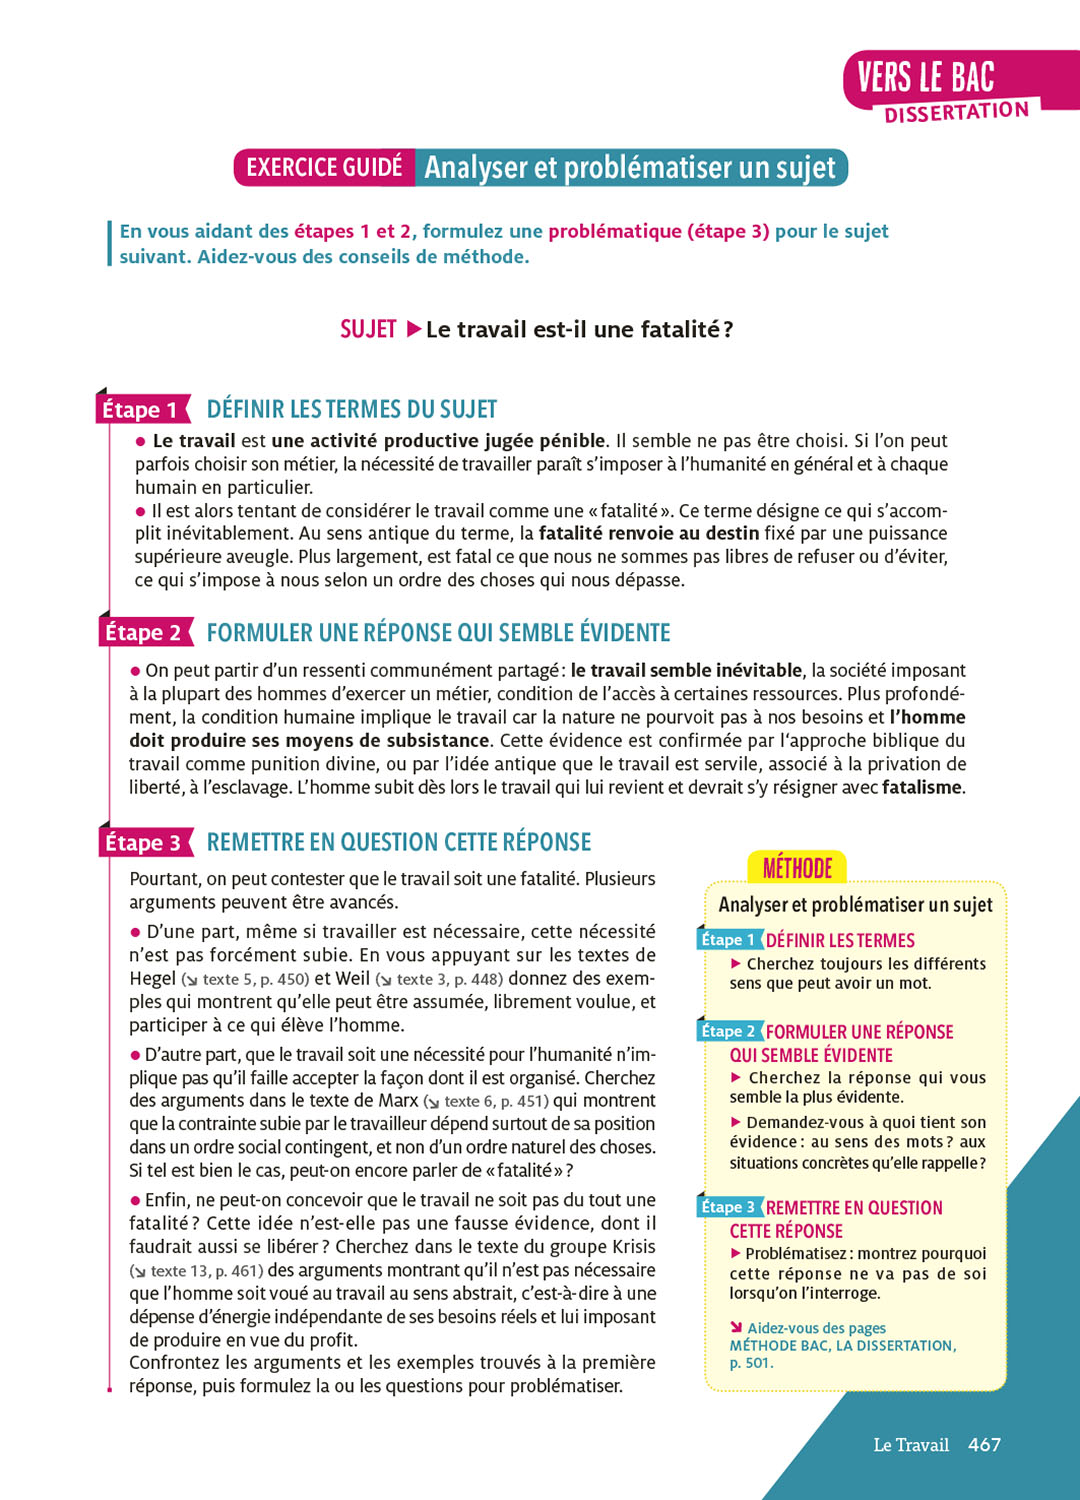 VERS LE BAC
DISSERTATION
EXERCICE GUIDÉ Analyser et problématiser un sujet
En vous aidant des étapes 1 et 2, formulez une problématique (étape 3) pour le sujet
suivant. Aidez-vous des conseils de méthode.
SUJET ▶ Le travail est-il une fatalité ?
Étape 1 DÉFINIR LES TERMES DU SUJET
● Le travail est une activité productive jugée pénible. Il semble ne pas être choisi. Si l’on peut
parfois choisir son métier, la nécessité de travailler paraît s’imposer à l’humanité en général et à chaque
humain en particulier.
● Il est alors tentant de considérer le travail comme une « fatalité ». Ce terme désigne ce qui s’accom-
plit inévitablement. Au sens antique du terme, la fatalité renvoie au destin fixé par une puissance
supérieure aveugle. Plus largement, est fatal ce que nous ne sommes pas libres de refuser ou d’éviter,
ce qui s’impose à nous selon un ordre des choses qui nous dépasse.
Étape 2 FORMULER UNE RÉPONSE QUI SEMBLE ÉVIDENTE
● On peut partir d’un ressenti communément partagé : le travail semble inévitable, la société imposant
à la plupart des hommes d’exercer un métier, condition de l’accès à certaines ressources. Plus profondé-
ment, la condition humaine implique le travail car la nature ne pourvoit pas à nos besoins et l’homme
doit produire ses moyens de subsistance. Cette évidence est confirmée par l‘approche biblique du
travail comme punition divine, ou par l’idée antique que le travail est servile, associé à la privation de
liberté, à l’esclavage. L’homme subit dès lors le travail qui lui revient et devrait s’y résigner avec fatalisme.
Étape 3 REMETTRE EN QUESTION CETTE RÉPONSE
Pourtant, on peut contester que le travail soit une fatalité. Plusieurs
arguments peuvent être avancés.
● D’une part, même si travailler est nécessaire, cette nécessité
n’est pas forcément subie. En vous appuyant sur les textes de
Hegel (↘ texte 5, p. 450) et Weil (↘ texte 3, p. 448) donnez des exem-
ples qui montrent qu’elle peut être assumée, librement voulue, et
participer à ce qui élève l’homme.
● D’autre part, que le travail soit une nécessité pour l’humanité n’im-
plique pas qu’il faille accepter la façon dont il est organisé. Cherchez
des arguments dans le texte de Marx (↘ texte 6, p. 451) qui montrent
que la contrainte subie par le travailleur dépend surtout de sa position
dans un ordre social contingent, et non d’un ordre naturel des choses.
Si tel est bien le cas, peut-on encore parler de « fatalité » ?
● Enfin, ne peut-on concevoir que le travail ne soit pas du tout une
fatalité ? Cette idée n’est-elle pas une fausse évidence, dont il
faudrait aussi se libérer ? Cherchez dans le texte du groupe Krisis
(↘ texte 13, p. 461) des arguments montrant qu’il n’est pas nécessaire
que l’homme soit voué au travail au sens abstrait, c’est-à-dire à une
dépense d’énergie indépendante de ses besoins réels et lui imposant
de produire en vue du profit.
Confrontez les arguments et les exemples trouvés à la première
réponse, puis formulez la ou les questions pour problématiser.
MÉTHODE
Analyser et problématiser un sujet
Étape 1 DÉFINIR LES TERMES
▶ Cherchez toujours les différents
sens que peut avoir un mot.
Étape 2 FORMULER UNE RÉPONSE
QUI SEMBLE ÉVIDENTE
▶ Cherchez la réponse qui vous
semble la plus évidente.
▶ Demandez-vous à quoi tient son
évidence : au sens des mots ? aux
situations concrètes qu’elle rappelle ?
Étape 3 REMETTRE EN QUESTION
CETTE RÉPONSE
▶ Problématisez : montrez pourquoi
cette réponse ne va pas de soi
lorsqu’on l’interroge.
↘ Aidez-vous des pages
MÉTHODE BAC, LA DISSERTATION,
p. 501.
Le Travail 467